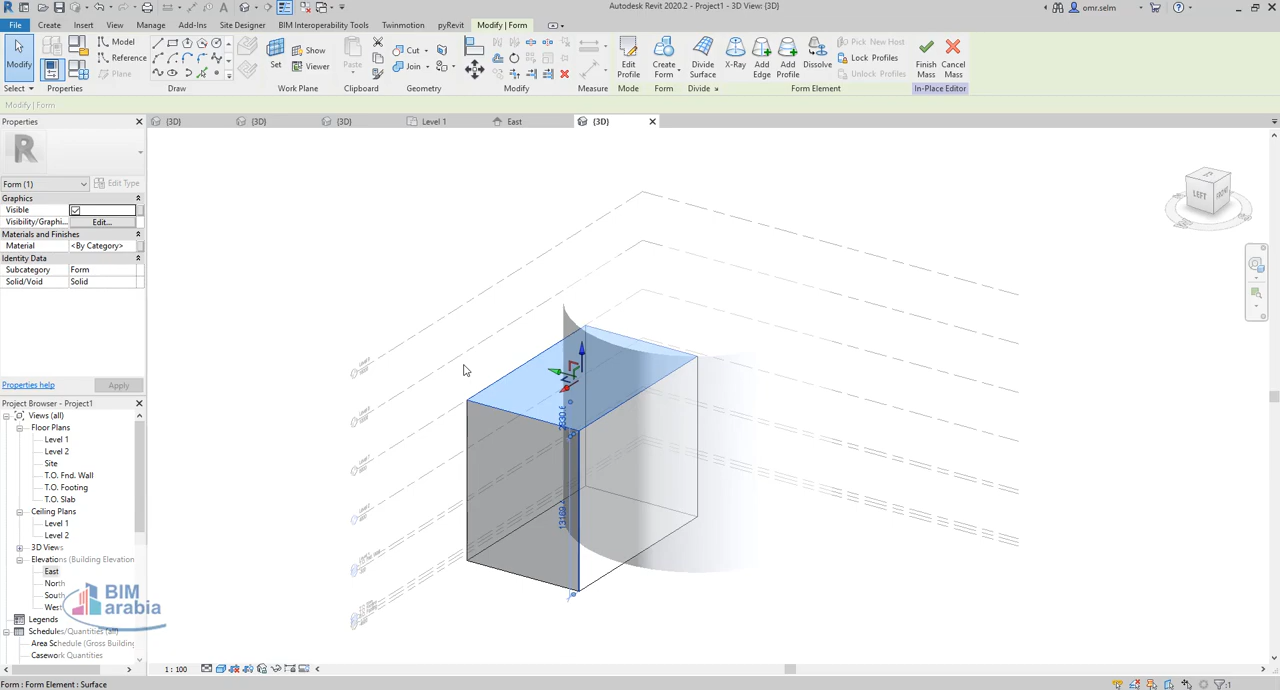 Autodesk Revit 2020.2 - Project1 - 3D View: {3D}
omr.selm
File Create Insert View Manage Add-Ins Site Designer BIM Interoperability Tools Twinmotion pyRevit Modify | Form
Modify
Model
Reference
Plane
Set
Show
Viewer
Paste
Cut
Join
Edit Profile
Create Form
Divide Surface
X-Ray
Add Edge
Add Profile
Dissolve
Pick New Host
Lock Profiles
Unlock Profiles
Finish Mass
Cancel Mass
Select Properties Draw Work Plane Clipboard Geometry Modify Measure Mode Form Divide Form Element In-Place Editor
Modify | Form
Properties
{3D} {3D} {3D} Level 1 East {3D}
R
Form (1) Edit Type
Graphics
Visible
Visibility/Graphi... Edit...
Materials and Finishes
Material <By Category>
Identity Data
Subcategory Form
Solid/Void Solid
LEFT
FRONT
Properties help Apply
Project Browser - Project1
Views (all)
Floor Plans
Level 1
Level 2
Site
T.O. Fnd. Wall
T.O. Footing
T.O. Slab
Ceiling Plans
Level 1
Level 2
3D Views
Elevations (Building Elevation)
East
North
South
West
Legends
Schedules/Quantities (all)
Area Schedule (Gross Building
Casework Quantities
BIM
arabia
1 : 100
Form : Form Element : Surface
:1